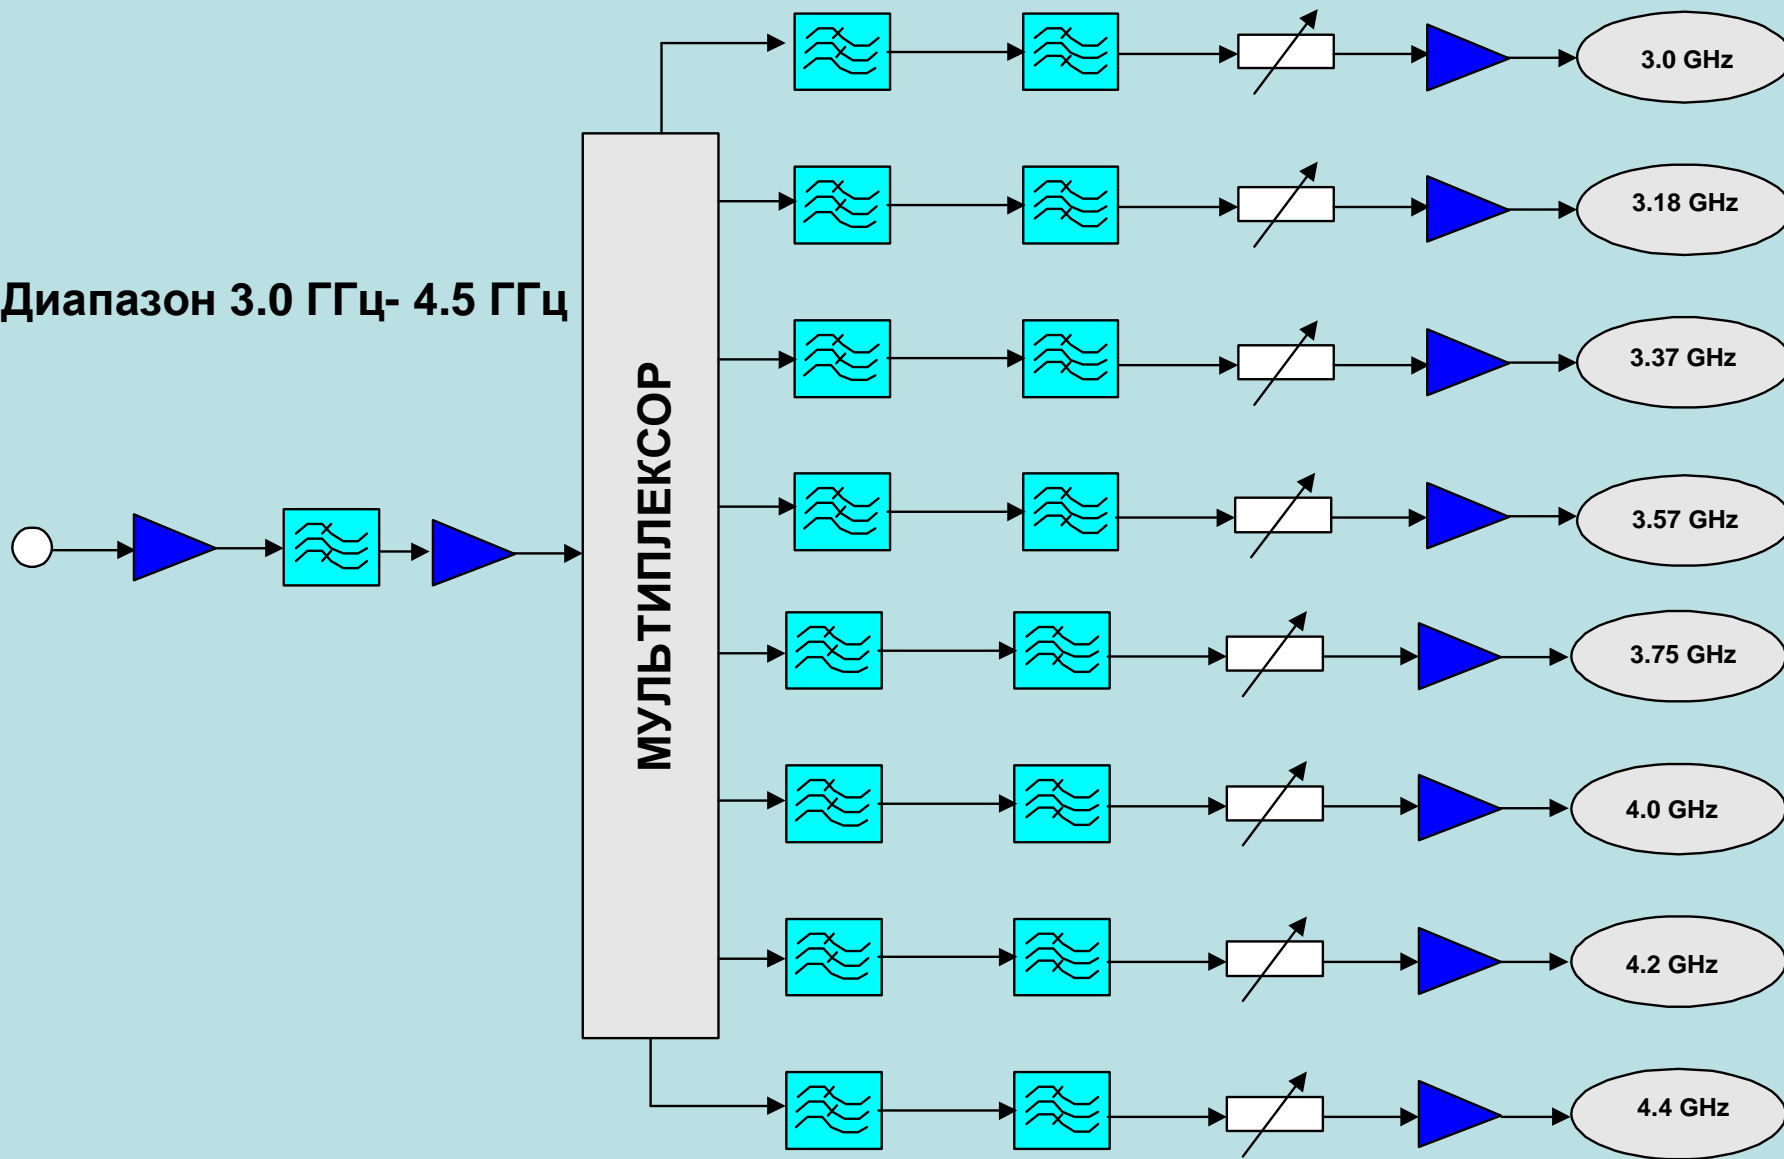 3.0 GHz
3.18 GHz
Диапазон 3.0 ГГц- 4.5 ГГц
3.37 GHz
МУЛЬТИПЛЕКСОР
3.57 GHz
3.75 GHz
4.0 GHz
4.2 GHz
4.4 GHz